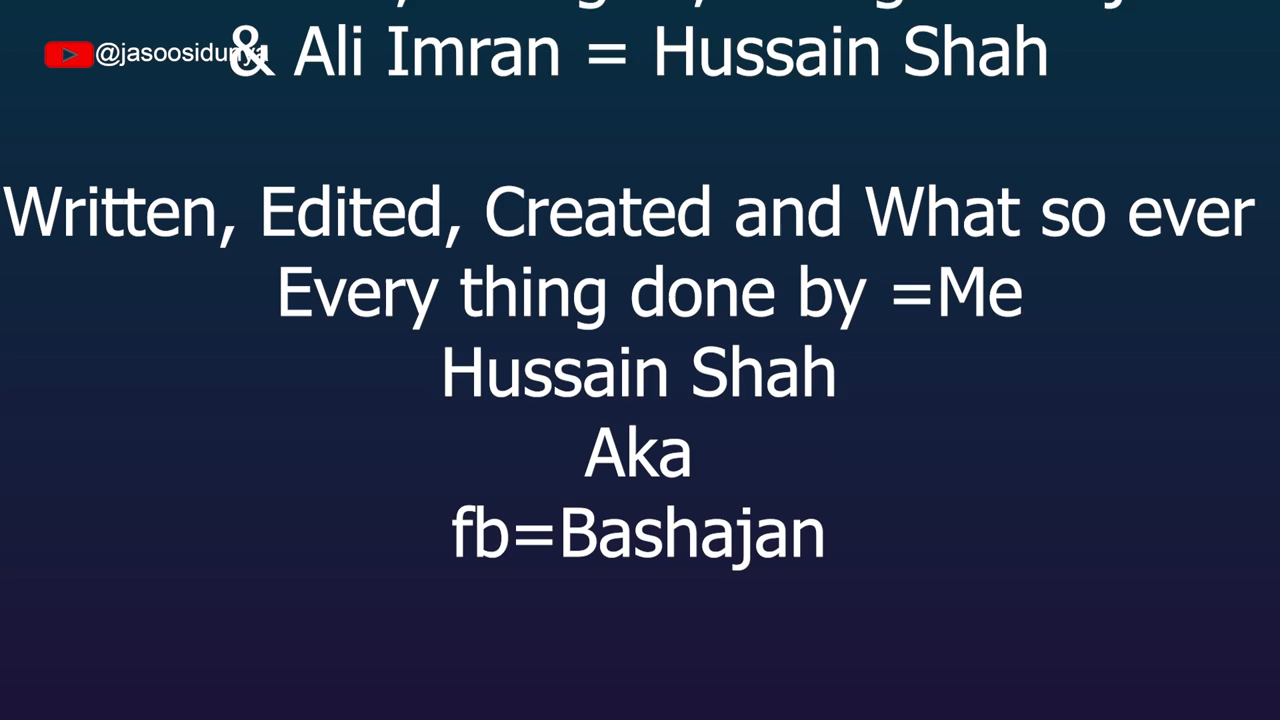 @jasoosidunya
& Ali Imran = Hussain Shah
Written, Edited, Created and What so ever
Every thing done by =Me
Hussain Shah
Aka
fb=Bashajan